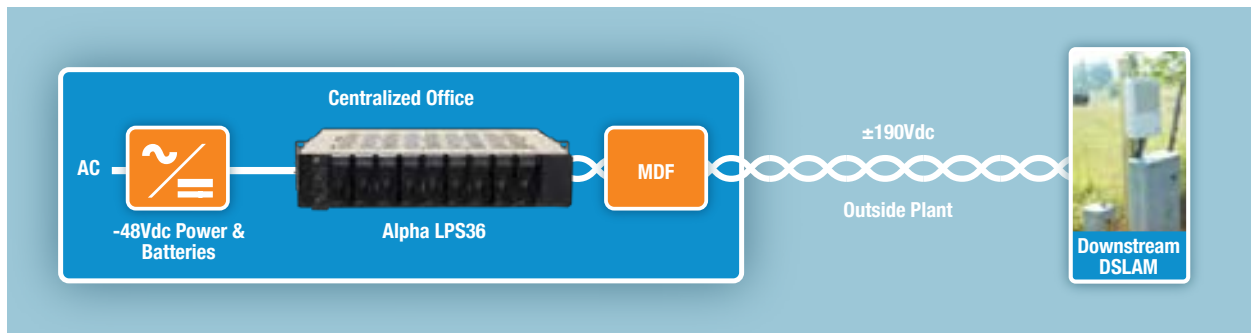 Centralized Office
AC
-48Vdc Power &
Batteries
Alpha LPS36
MDF
±190Vdc
Outside Plant
Downstream
DSLAM